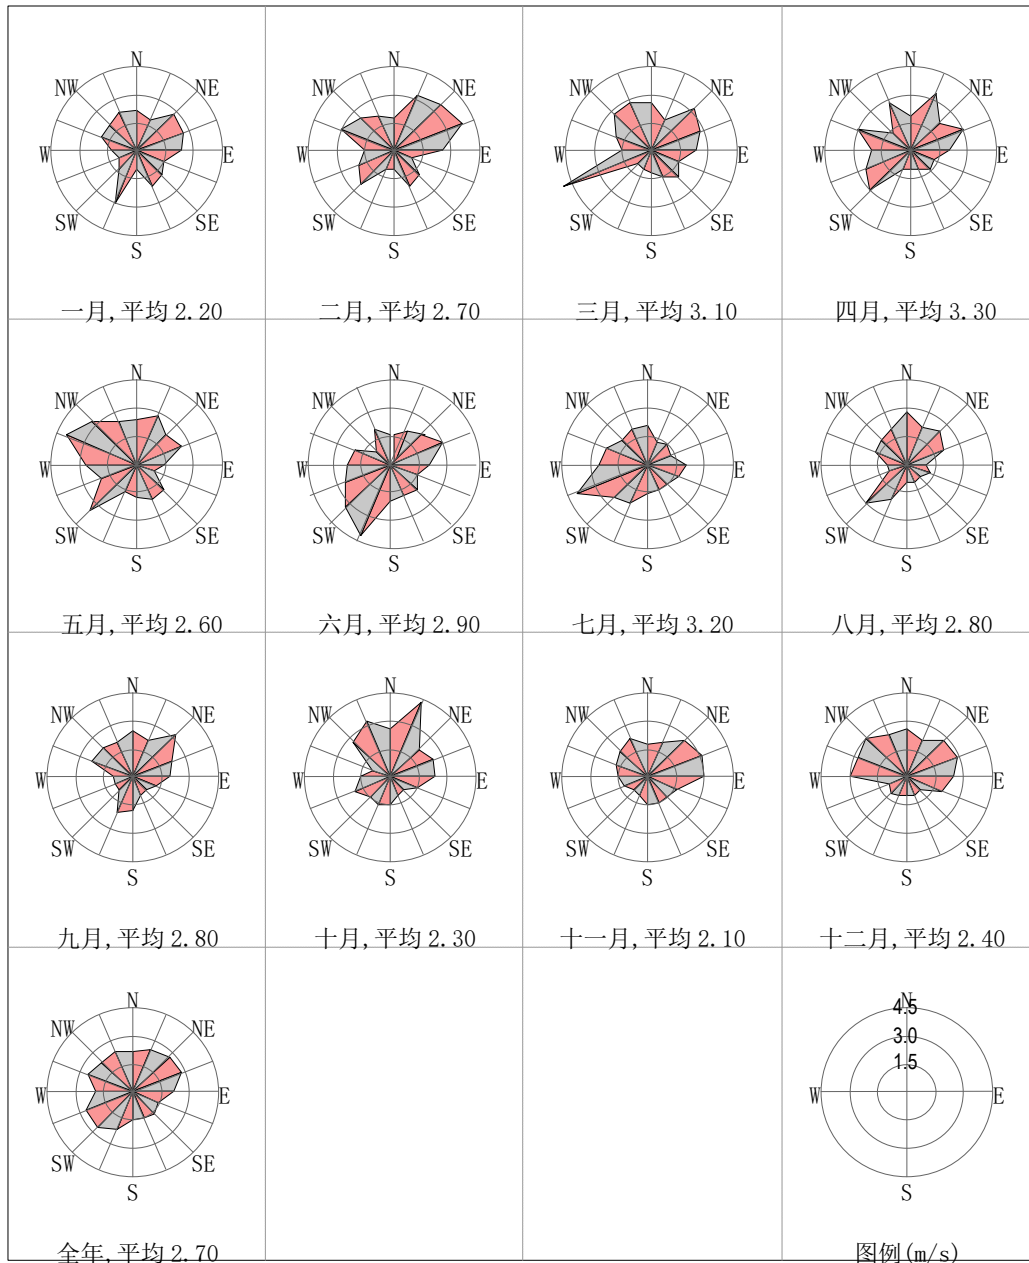 N N N N
NW NE NW NE NW NE NW NE
W E W E W E W E
SW SE SW SE SW SE SW SE
S S S S
一月,平均2.20 二月,平均2.70 三月,平均3.10 四月,平均3.30
N N N N
NW NE NW NE NW NE NW NE
W E W E W E W E
SW SE SW SE SW SE SW SE
S S S S
五月,平均2.60 六月,平均2.90 七月,平均3.20 八月,平均2.80
N N N N
NW NE NW NE NW NE NW NE
W E W E W E W E
SW SE SW SE SW SE SW SE
S S S S
九月,平均2.80 十月,平均2.30 十一月,平均2.10 十二月,平均2.40
N N
4.5
NW NE
3.0
1.5
W E W E
SW SE
S S
全年,平均2.70 图例(m/s)